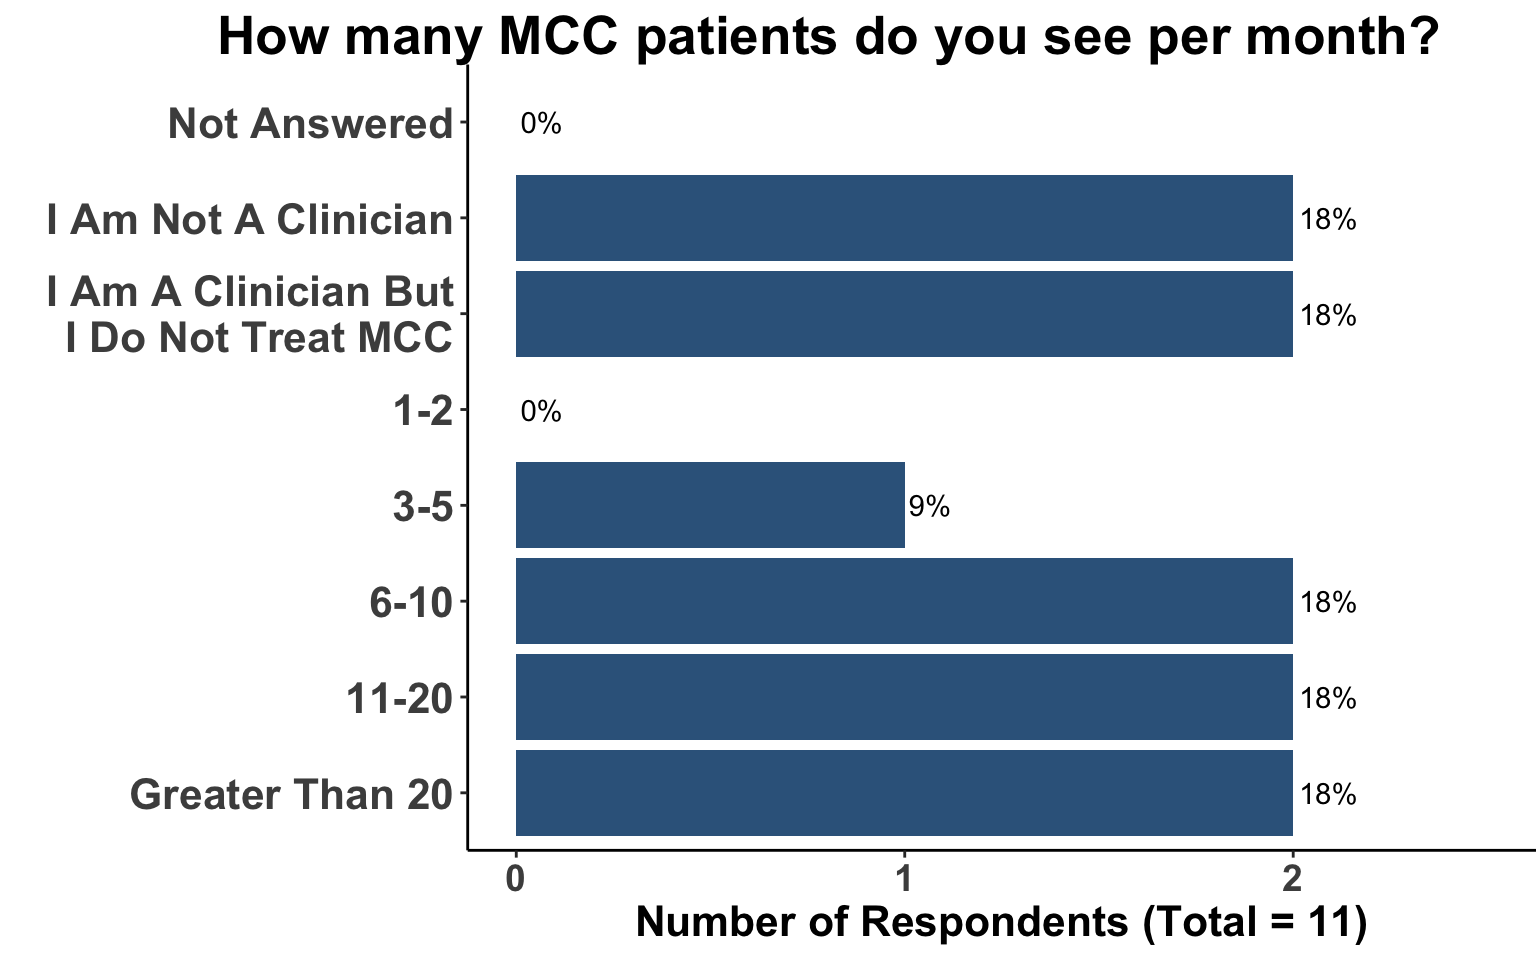 How many MCC patients do you see per month?
Not Answered
0%
I Am Not A Clinician
18%
I Am A Clinician But
I Do Not Treat MCC
18%
1-2
0%
3-5
9%
6-10
18%
11-20
18%
Greater Than 20
18%
0 1 2
Number of Respondents (Total = 11)